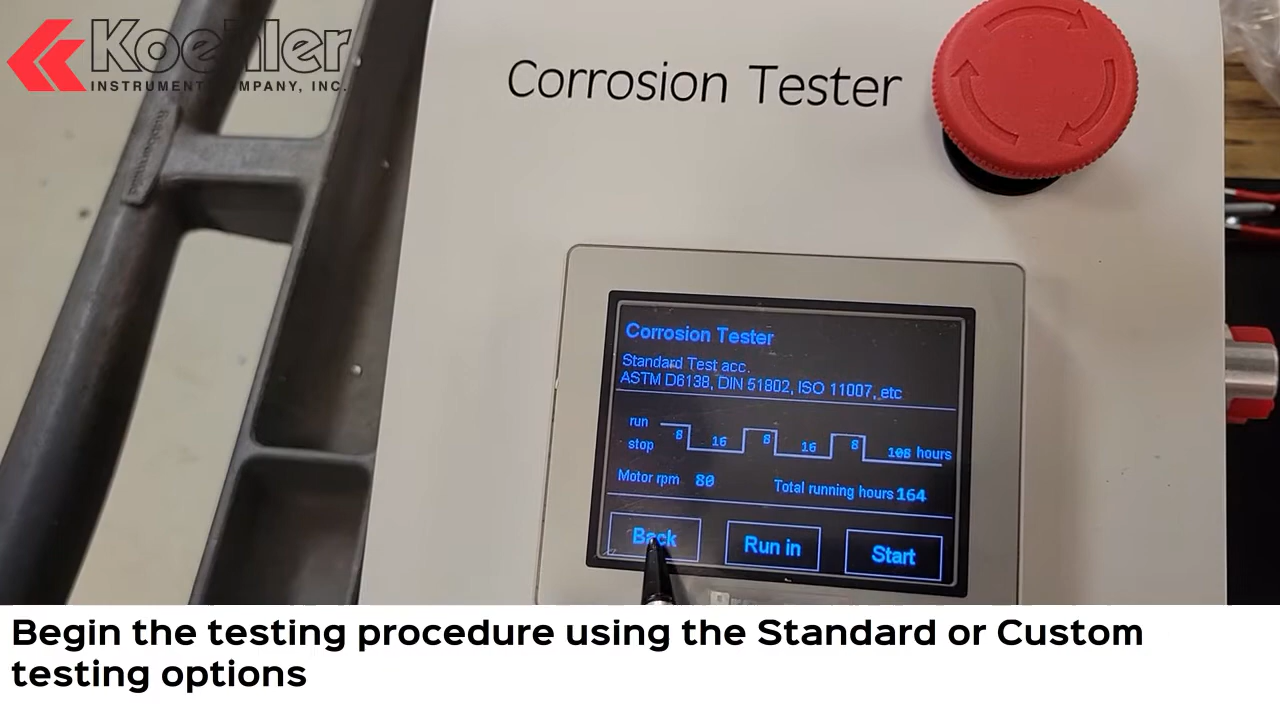 Koehler
INSTRUMENT COMPANY, INC.
Corrosion Tester
Corrosion Tester
Standard Test acc.
ASTM D6138, DIN 51802, ISO 11007, etc
run
8 16 8 16 8 108 hours
stop
Motor rpm 80 Total running hours 164
Back Run in Start
Begin the testing procedure using the Standard or Custom
testing options